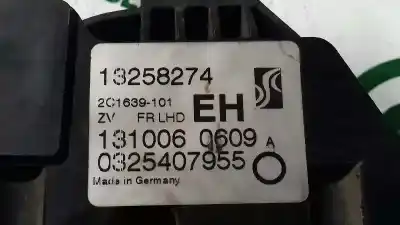 13258274
2C1639-101
ZV FR LHD EH
131006 0609 A
0325407955
Made in Germany